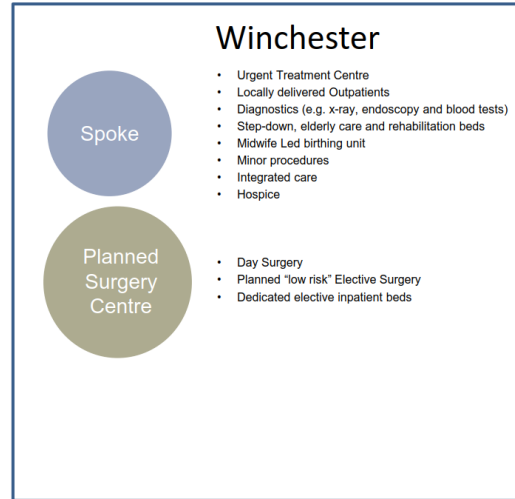 Winchester
Spoke
• Urgent Treatment Centre
• Locally delivered Outpatients
• Diagnostics (e.g. x-ray, endoscopy and blood tests)
• Step-down, elderly care and rehabilitation beds
• Midwife Led birthing unit
• Minor procedures
• Integrated care
• Hospice
Planned
Surgery
Centre
• Day Surgery
• Planned “low risk” Elective Surgery
• Dedicated elective inpatient beds